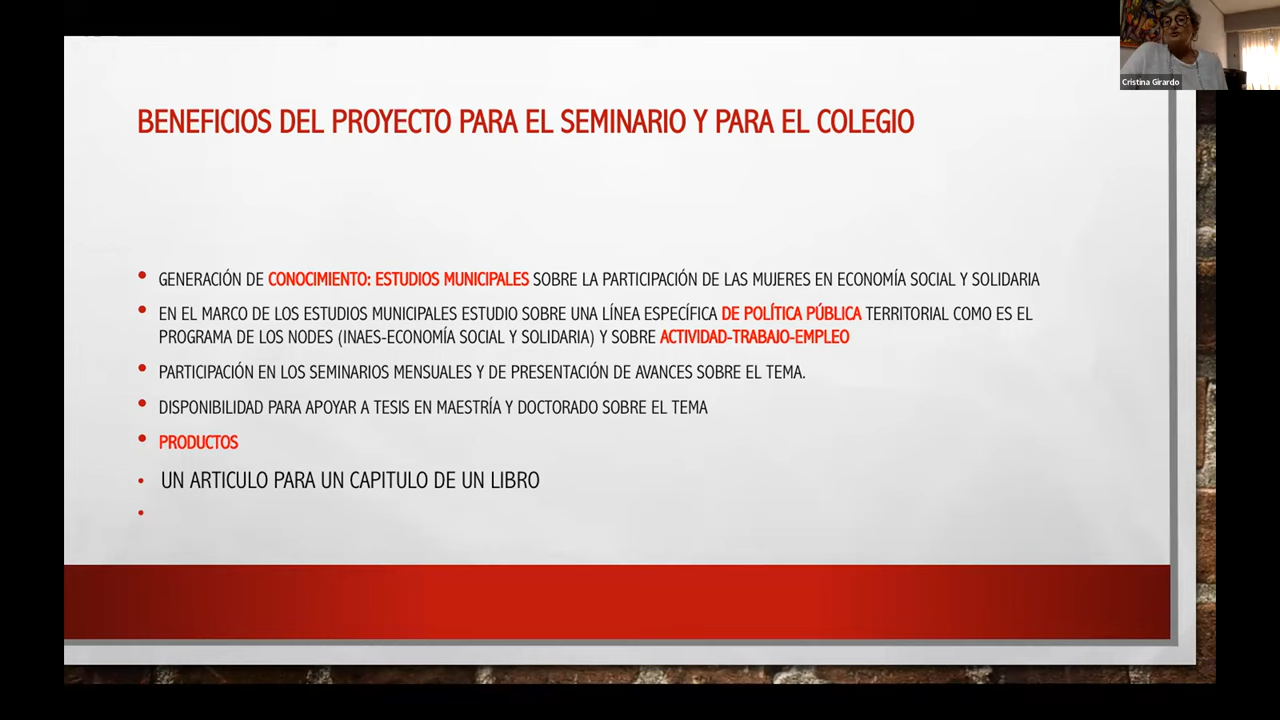 Cristina Girardo
BENEFICIOS DEL PROYECTO PARA EL SEMINARIO Y PARA EL COLEGIO
GENERACIÓN DE CONOCIMIENTO: ESTUDIOS MUNICIPALES SOBRE LA PARTICIPACIÓN DE LAS MUJERES EN ECONOMÍA SOCIAL Y SOLIDARIA
EN EL MARCO DE LOS ESTUDIOS MUNICIPALES ESTUDIO SOBRE UNA LÍNEA ESPECÍFICA DE POLÍTICA PÚBLICA TERRITORIAL COMO ES EL
PROGRAMA DE LOS NODES (INAES-ECONOMÍA SOCIAL Y SOLIDARIA) Y SOBRE ACTIVIDAD-TRABAJO-EMPLEO
PARTICIPACIÓN EN LOS SEMINARIOS MENSUALES Y DE PRESENTACIÓN DE AVANCES SOBRE EL TEMA.
DISPONIBILIDAD PARA APOYAR A TESIS EN MAESTRÍA Y DOCTORADO SOBRE EL TEMA
PRODUCTOS
UN ARTICULO PARA UN CAPITULO DE UN LIBRO